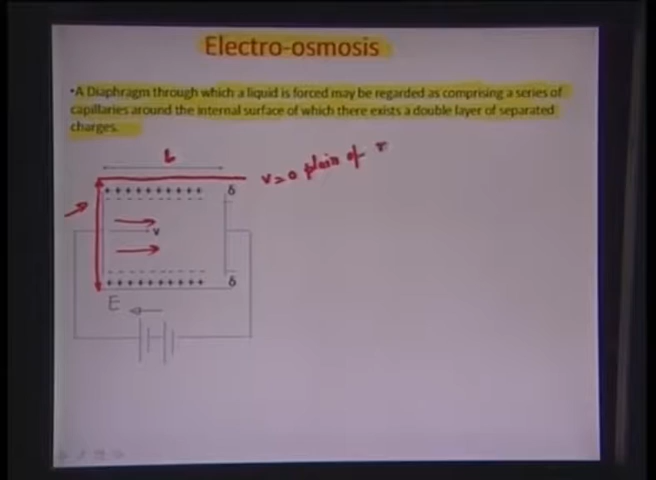 Electro-osmosis
•A Diaphragm through which a liquid is forced may be regarded as comprising a series of
capillaries around the internal surface of which there exists a double layer of separated
charges.
L
v=0 plain of
+ + + + + + + + + + δ
- - - - - - - - - -
v
- - - - - - - - - -
+ + + + + + + + + + δ
E